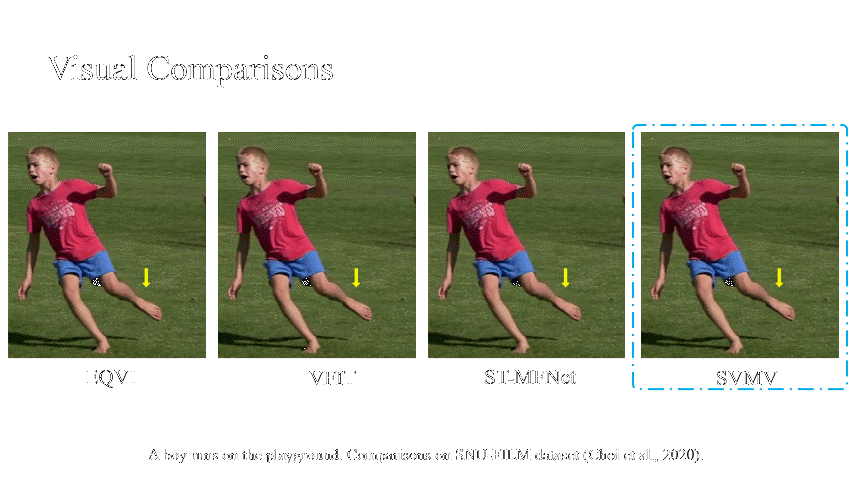 Visual Comparisons
EQVI
VFIT
ST-MFNet
SVMV
A boy runs on the playground. Comparisons on SNU-FILM dataset (Choi et al., 2020).